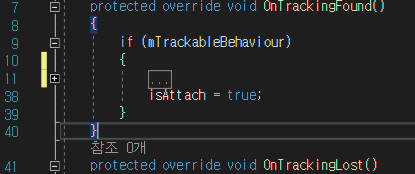 7 protected override void OnTrackingFound()
8 {
9 if (mTrackableBehaviour)
10 {
11 ...
38 isAttach = true;
39 }
40 }
참조 0개
41 protected override void OnTrackingLost()